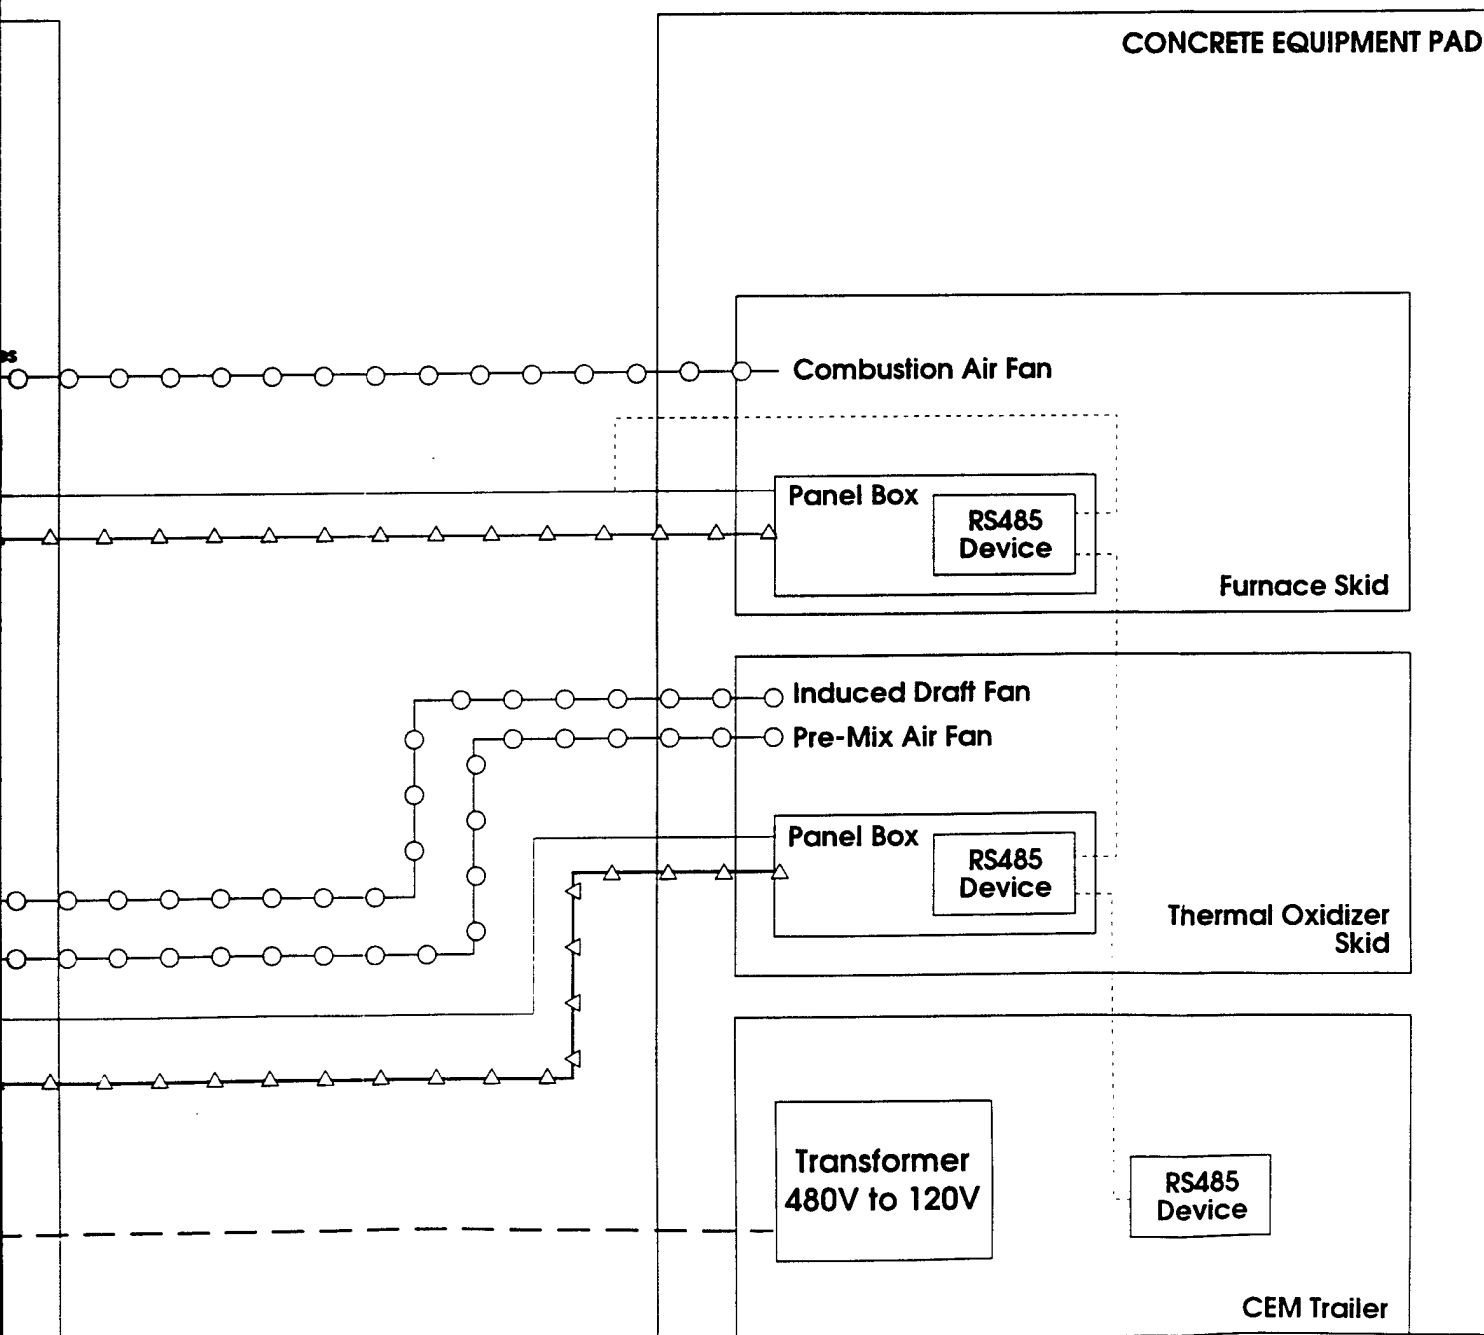 CONCRETE EQUIPMENT PAD
Combustion Air Fan
Panel Box
RS485
Device
Furnace Skid
Induced Draft Fan
Pre-Mix Air Fan
Panel Box
RS485
Device
Thermal Oxidizer
Skid
Transformer
480V to 120V
RS485
Device
CEM Trailer